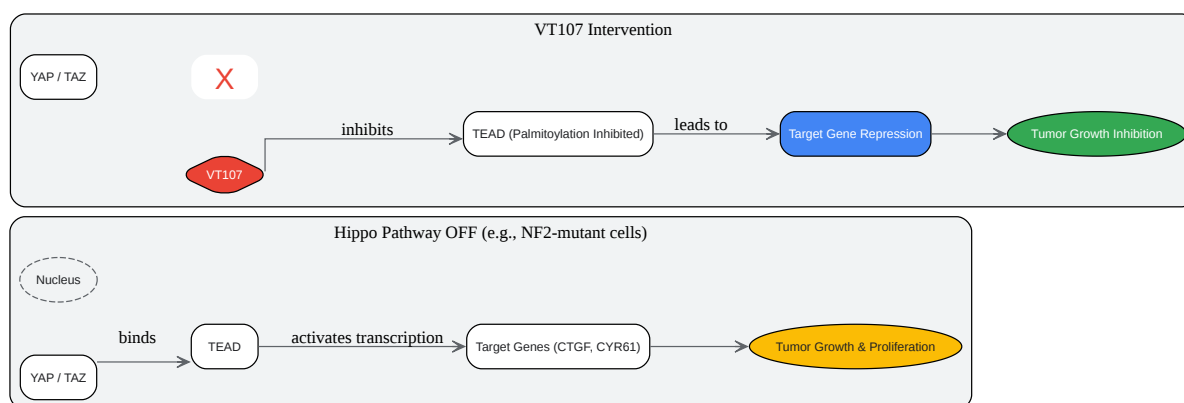 VT107 Intervention
YAP / TAZ
X
inhibits
TEAD (Palmitoylation Inhibited)
leads to
Target Gene Repression
Tumor Growth Inhibition
VT107
Hippo Pathway OFF (e.g., NF2-mutant cells)
Nucleus
binds
TEAD
activates transcription
Target Genes (CTGF, CYR61)
Tumor Growth & Proliferation
YAP / TAZ